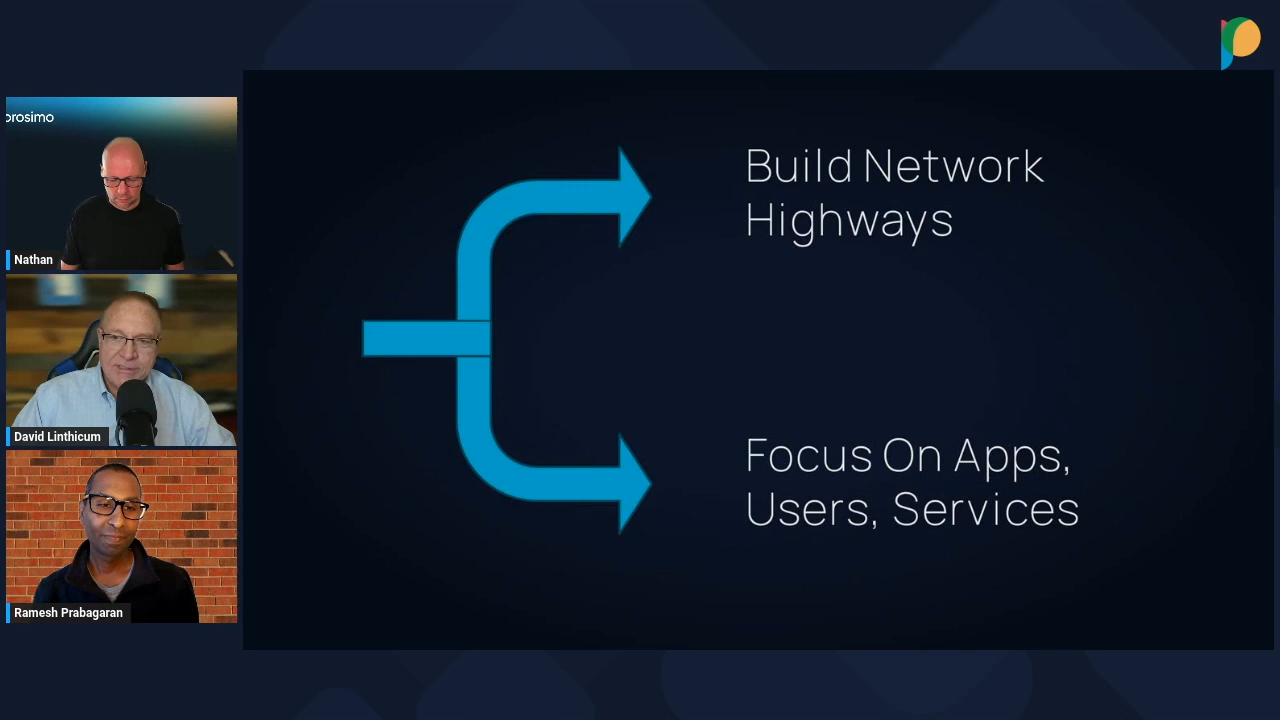 prosimo
Nathan
David Linthicum
Ramesh Prabagaran
Build Network
Highways
Focus On Apps,
Users, Services